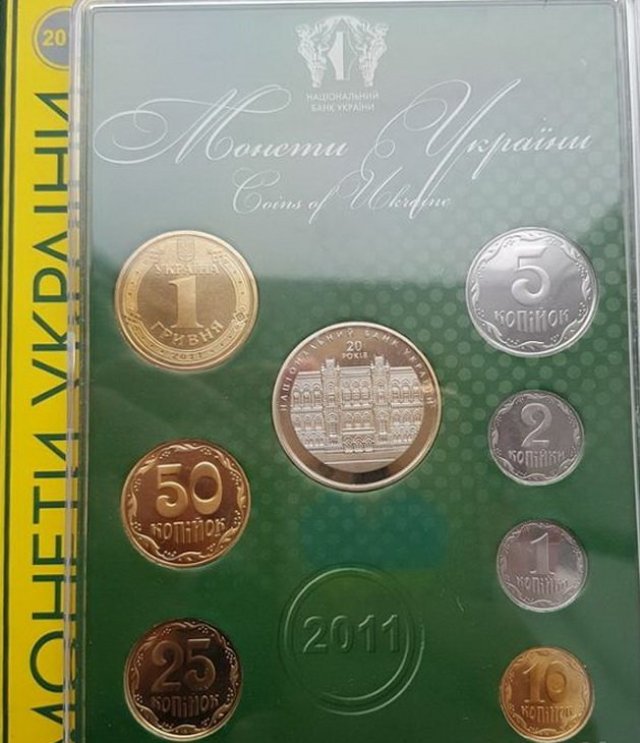 20
МОНЕТИ УКРАЇНИ
НАЦІОНАЛЬНИЙ
БАНК УКРАЇНИ
Монети України
Coins of Ukraine
УКРАЇНА
1
ГРИВНЯ
2011
5
КОПІЙОК
НАЦІОНАЛЬНИЙ БАНК УКРАЇНИ
20
РОКІВ
2
КОПІЙКИ
50
КОПІЙОК
1
КОПІЙКА
2011
25
КОПІЙОК
10
КОПІЙОК